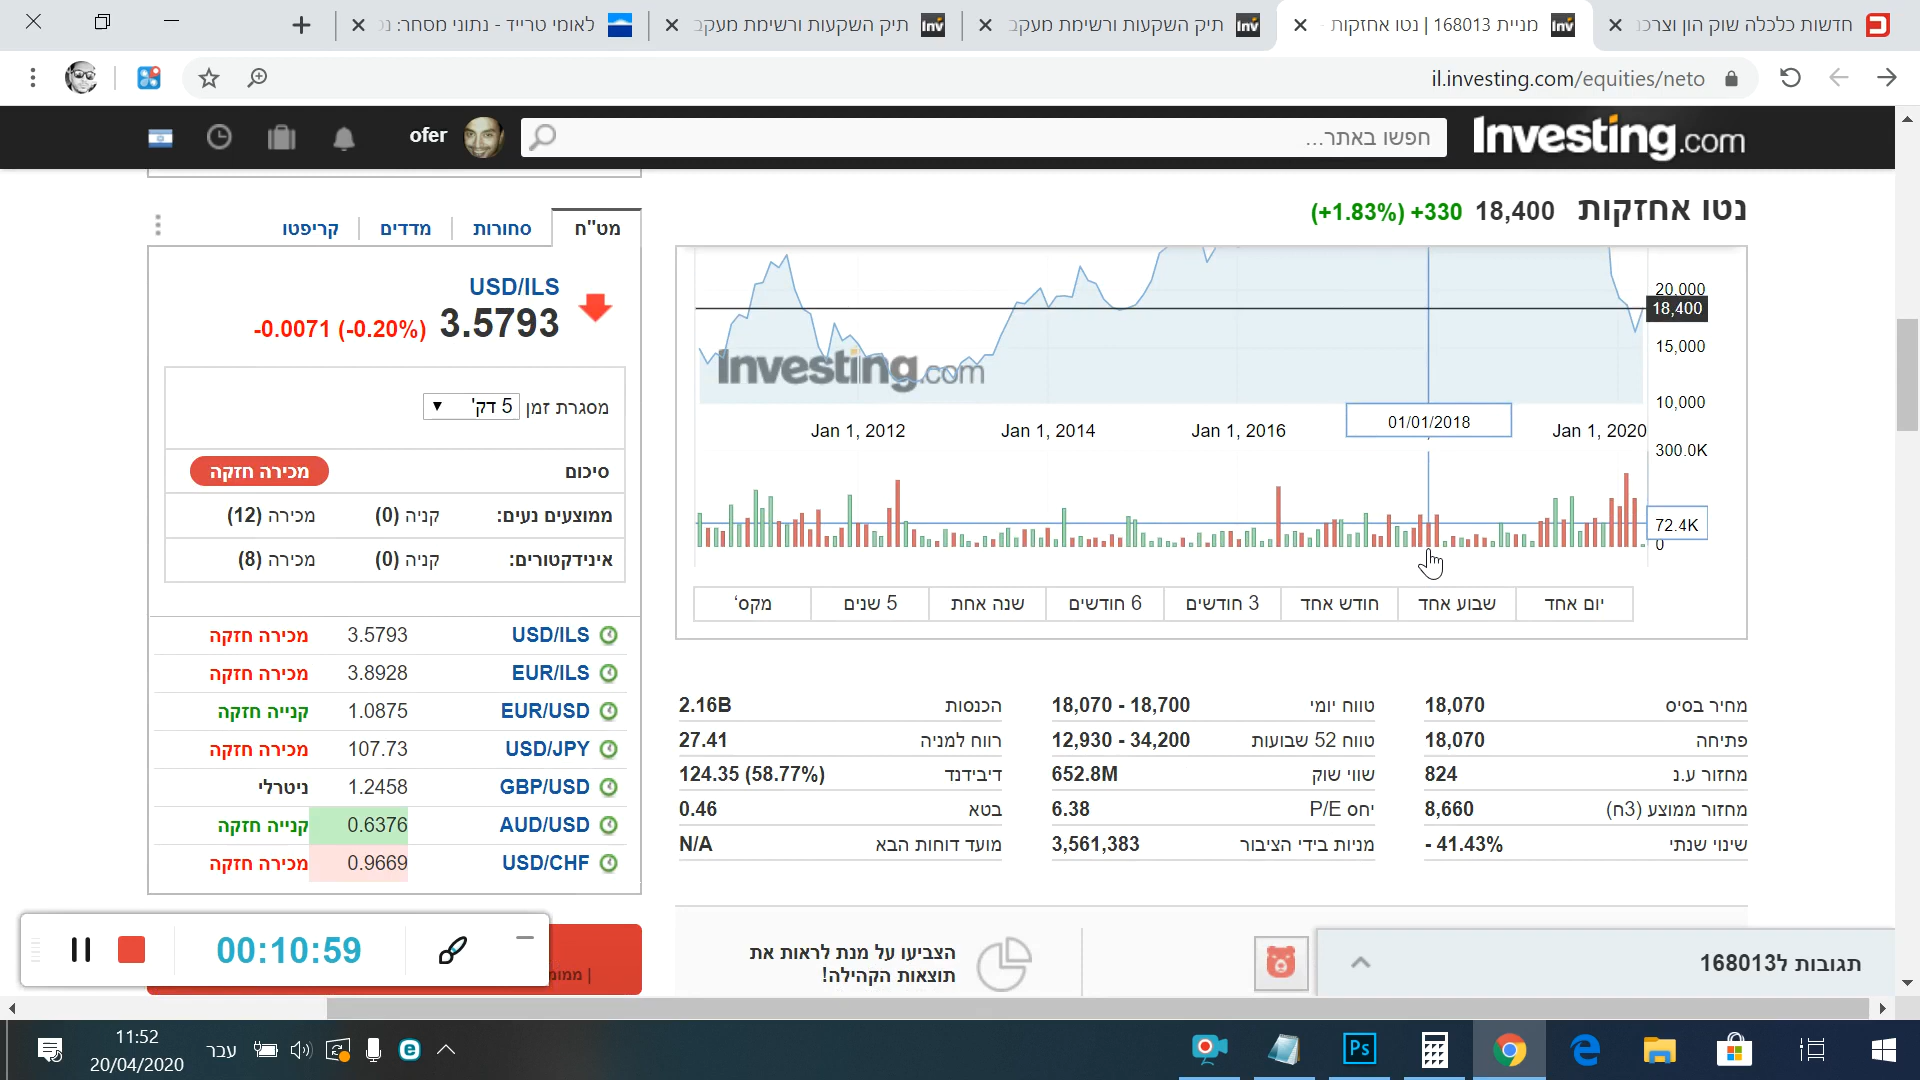 חדשות כלכלה שוק הון וצרכנ
מניית 168013 | נטו אחזקות -
תיק השקעות ורשימת מעקב
תיק השקעות ורשימת מעקב
לאומי טרייד - נתוני מסחר: נט
il.investing.com/equities/neto
Investing.com
חפשו באתר...
ofer
נטו אחזקות 18,400 +330 (+1.83%)
20,000
18,400
15,000
10,000
Investing.com
Jan 1, 2012
Jan 1, 2014
Jan 1, 2016
01/01/2018
Jan 1, 2020
300.0K
72.4K
0
יום אחד
שבוע אחד
חודש אחד
3 חודשים
6 חודשים
שנה אחת
5 שנים
מקס'
מחיר בסיס 18,070
פתיחה 18,070
מחזור ע.נ 824
מחזור ממוצע (3ח) 8,660
שינוי שנתי - 41.43%
טווח יומי 18,070 - 18,700
טווח 52 שבועות 12,930 - 34,200
שווי שוק 652.8M
יחס P/E 6.38
מניות בידי הציבור 3,561,383
הכנסות 2.16B
רווח למניה 27.41
דיבידנד 124.35 (58.77%)
בטא 0.46
מועד דוחות הבא N/A
הצביעו על מנת לראות את
תוצאות הקהילה!
תגובות ל168013
מט"ח
סחורות
מדדים
קריפטו
USD/ILS
3.5793
-0.0071 (-0.20%)
מסגרת זמן 5 דק'
סיכום מכירה חזקה
ממוצעים נעים: קניה (0) מכירה (12)
אינידקטורים: קניה (0) מכירה (8)
USD/ILS 3.5793 מכירה חזקה
EUR/ILS 3.8928 מכירה חזקה
EUR/USD 1.0875 קנייה חזקה
USD/JPY 107.73 מכירה חזקה
GBP/USD 1.2458 ניטרלי
AUD/USD 0.6376 קנייה חזקה
USD/CHF 0.9669 מכירה חזקה
00:10:59
Ps
עבר
11:52
20/04/2020